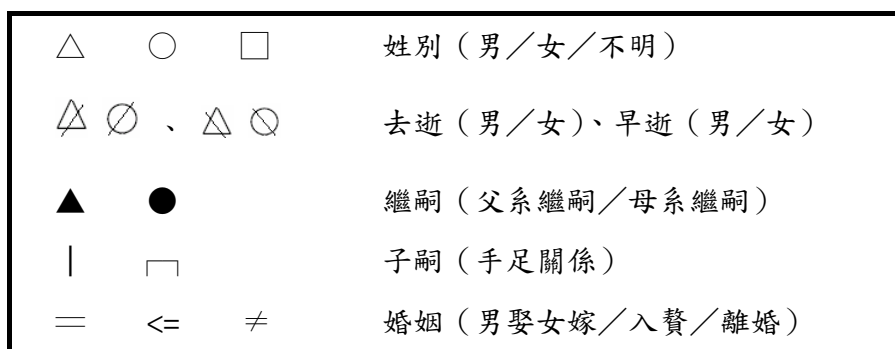 △ ○ □ 姓別（男／女／不明）
、 去逝（男／女）、早逝（男／女）
▲ ● 繼嗣（父系繼嗣／母系繼嗣）
子嗣（手足關係）
＝ <= ≠ 婚姻（男娶女嫁／入贅／離婚）